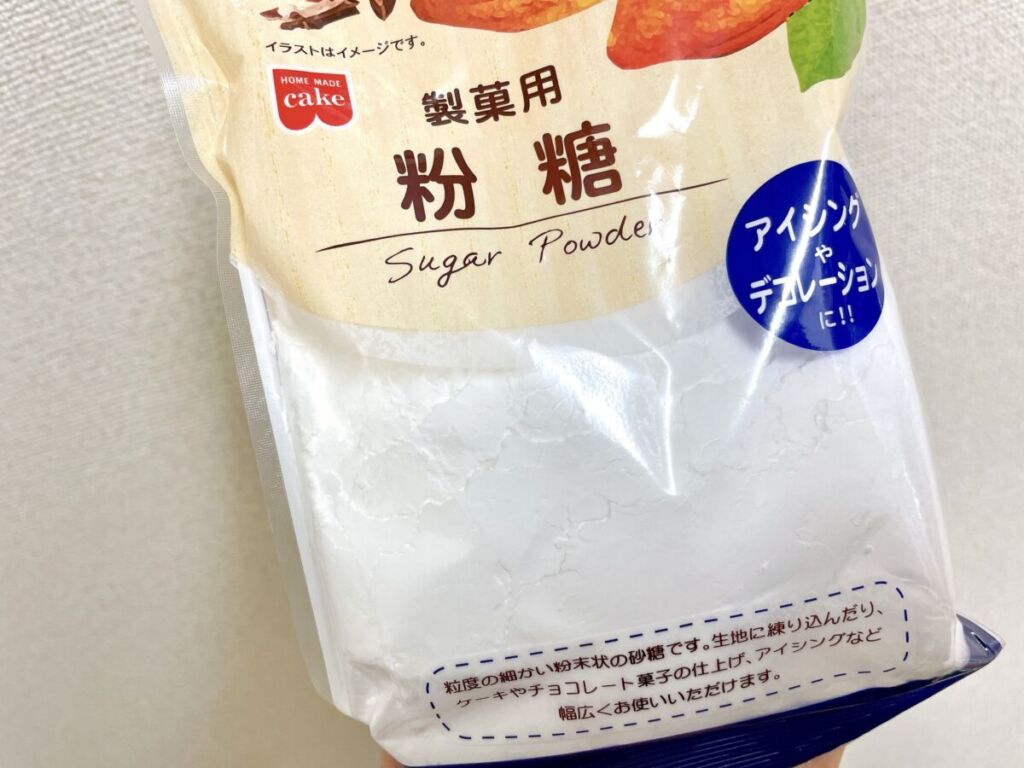 イラストはイメージです。
HOME MADE
cake
製菓用
粉糖
Sugar Powder
アイシング
や
デコレーション
に!!
粒度の細かい粉末状の砂糖です。生地に練り込んだり、
ケーキやチョコレート菓子の仕上げ、アイシングなど
幅広くお使いいただけます。